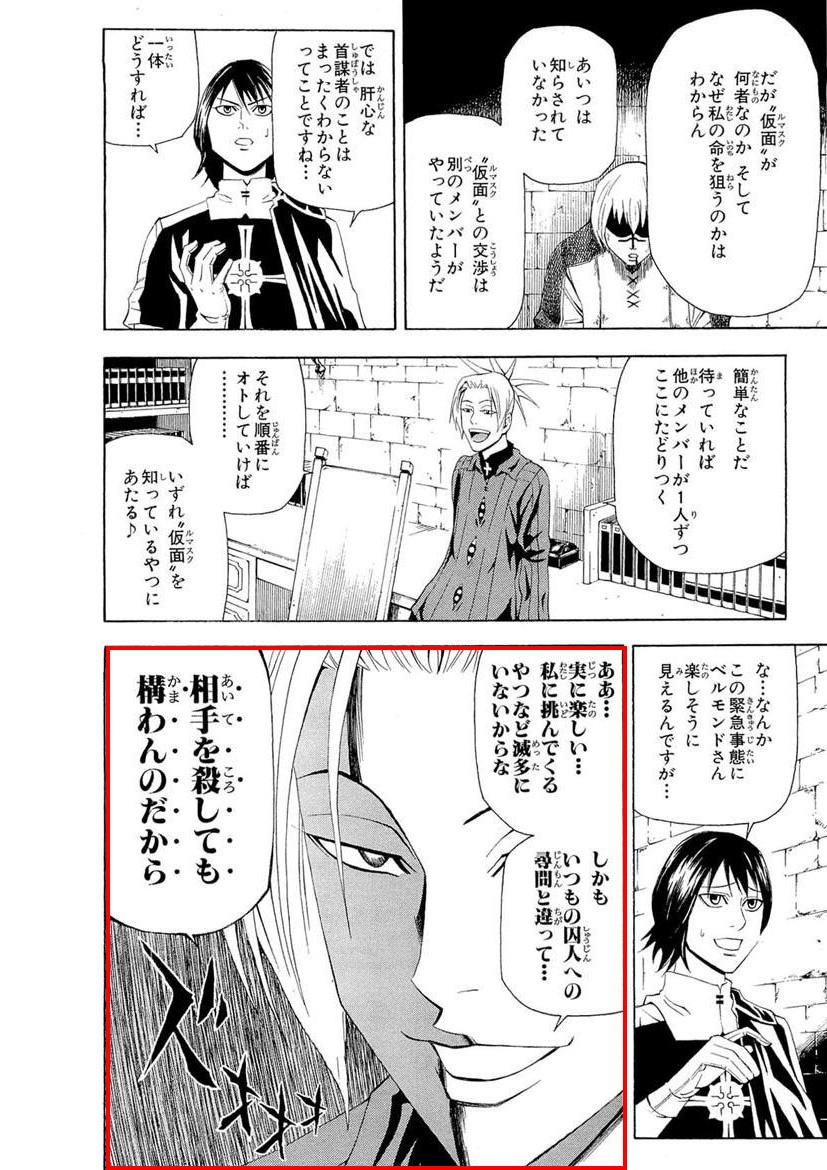 だが〝仮面〟が
何者なのか そして
なぜ私の命を狙うのかは
わからん
あいつは
知らされて
いなかった
〝仮面〟との交渉は
別のメンバーが
やっていたようだ
では 肝心な
首謀者のことは
まったくわからない
ってことですね…
一体
どうすれば…
簡単なことだ
待っていれば
他のメンバーが1人ずつ
ここにたどりつく
それを順番に
オトしていけば
…………
いずれ〝仮面〟を
知っているやつに
あたる♪
な…なんか
この緊急事態に
ベルモンドさん
楽しそうに
見えるんですが…
ああ…
実に楽しい…
私に挑んでくる
やつなど滅多に
いないからな
しかも
いつもの囚人への
尋問と違って…
相手を殺しても
構わんのだから
ズオオオ